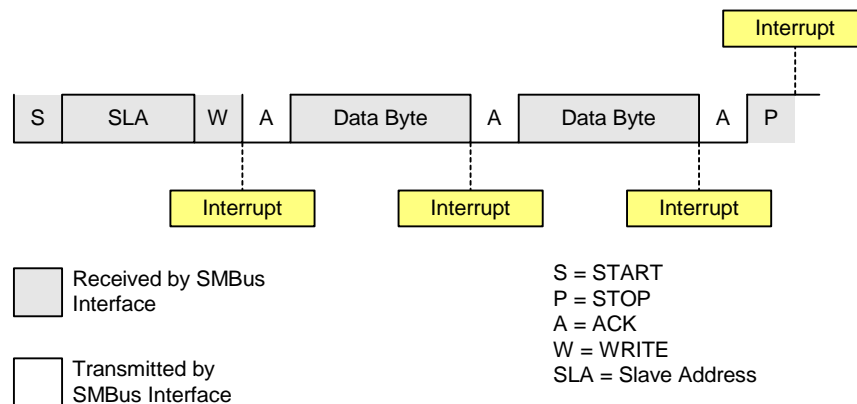 Interrupt
S
SLA
W
A
Data Byte
A
Data Byte
A
P
Interrupt
Interrupt
Interrupt
Received by SMBus
Interface
Transmitted by
SMBus Interface
S = START
P = STOP
A = ACK
W = WRITE
SLA = Slave Address